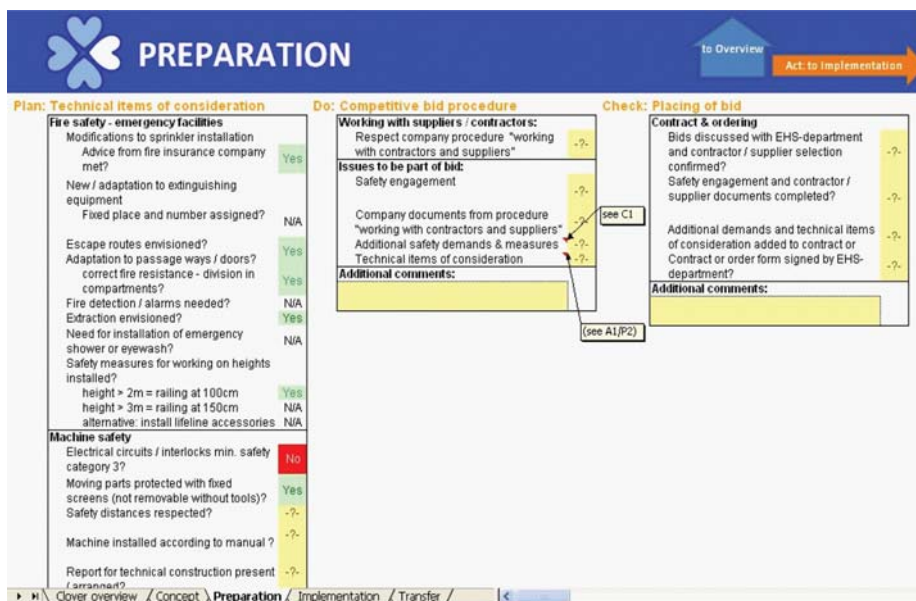 PREPARATION
to Overview
Act: to Implementation
Plan: Technical items of consideration
Fire safety - emergency facilities
Modifications to sprinkler installation
Advice from fire insurance company
met?
Yes
New / adaptation to extinguishing
equipment
Fixed place and number assigned?
N/A
Escape routes envisioned?
Yes
Adaptation to passage ways / doors?
correct fire resistance - division in
compartments?
Yes
Fire detection / alarms needed?
N/A
Extraction envisioned?
Yes
Need for installation of emergency
shower or eyewash?
N/A
Safety measures for working on heights
installed?
height > 2m = railing at 100cm
Yes
height > 3m = railing at 150cm
N/A
alternative: install lifeline accessories
N/A
Machine safety
Electrical circuits / interlocks min. safety
category 3?
No
Moving parts protected with fixed
screens (not removable without tools)?
Yes
Safety distances respected?
-?-
Machine installed according to manual ?
-?-
Report for technical construction present
/ arranged?
-?-
Do: Competitive bid procedure
Working with suppliers / contractors:
Respect company procedure "working
with contractors and suppliers"
-?-
Issues to be part of bid:
Safety engagement
-?-
Company documents from procedure
"working with contractors and suppliers"
-?-
see C1
Additional safety demands & measures
-?-
Technical items of consideration
-?-
Additional comments:
(see A1/P2)
Check: Placing of bid
Contract & ordering
Bids discussed with EHS-department
and contractor / supplier selection
confirmed?
-?-
Safety engagement and contractor /
supplier documents completed?
Additional demands and technical items
of consideration added to contract or
-?-
Contract or order form signed by EHS-
department?
-?-
Additional comments:
Clover overview
Concept
Preparation
Implementation
Transfer